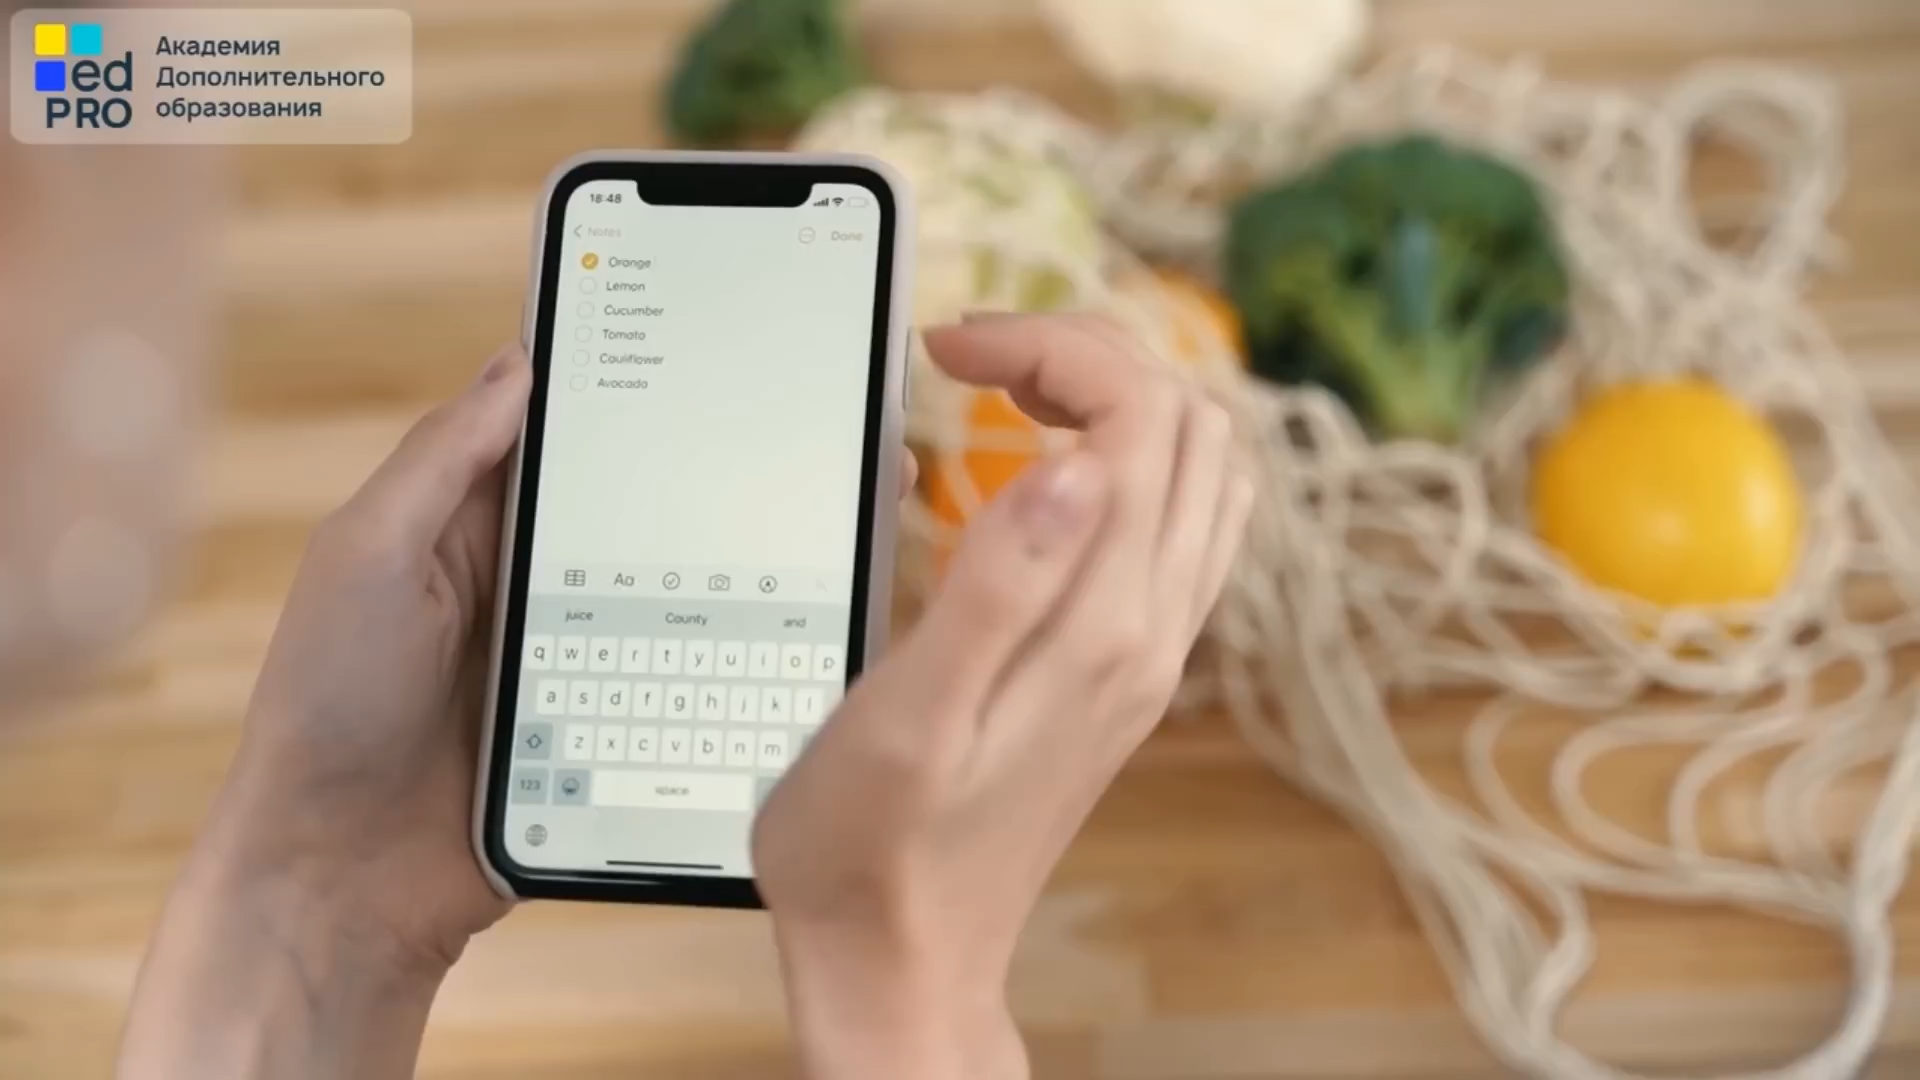 ed
PRO
Академия
Дополнительного
образования
18:48
Notes
Done
Orange
Lemon
Cucumber
Tomato
Cauliflower
Avocado
Aa
juice County and
q w e r t y u i o p
a s d f g h j k l
z x c v b n m
123 space